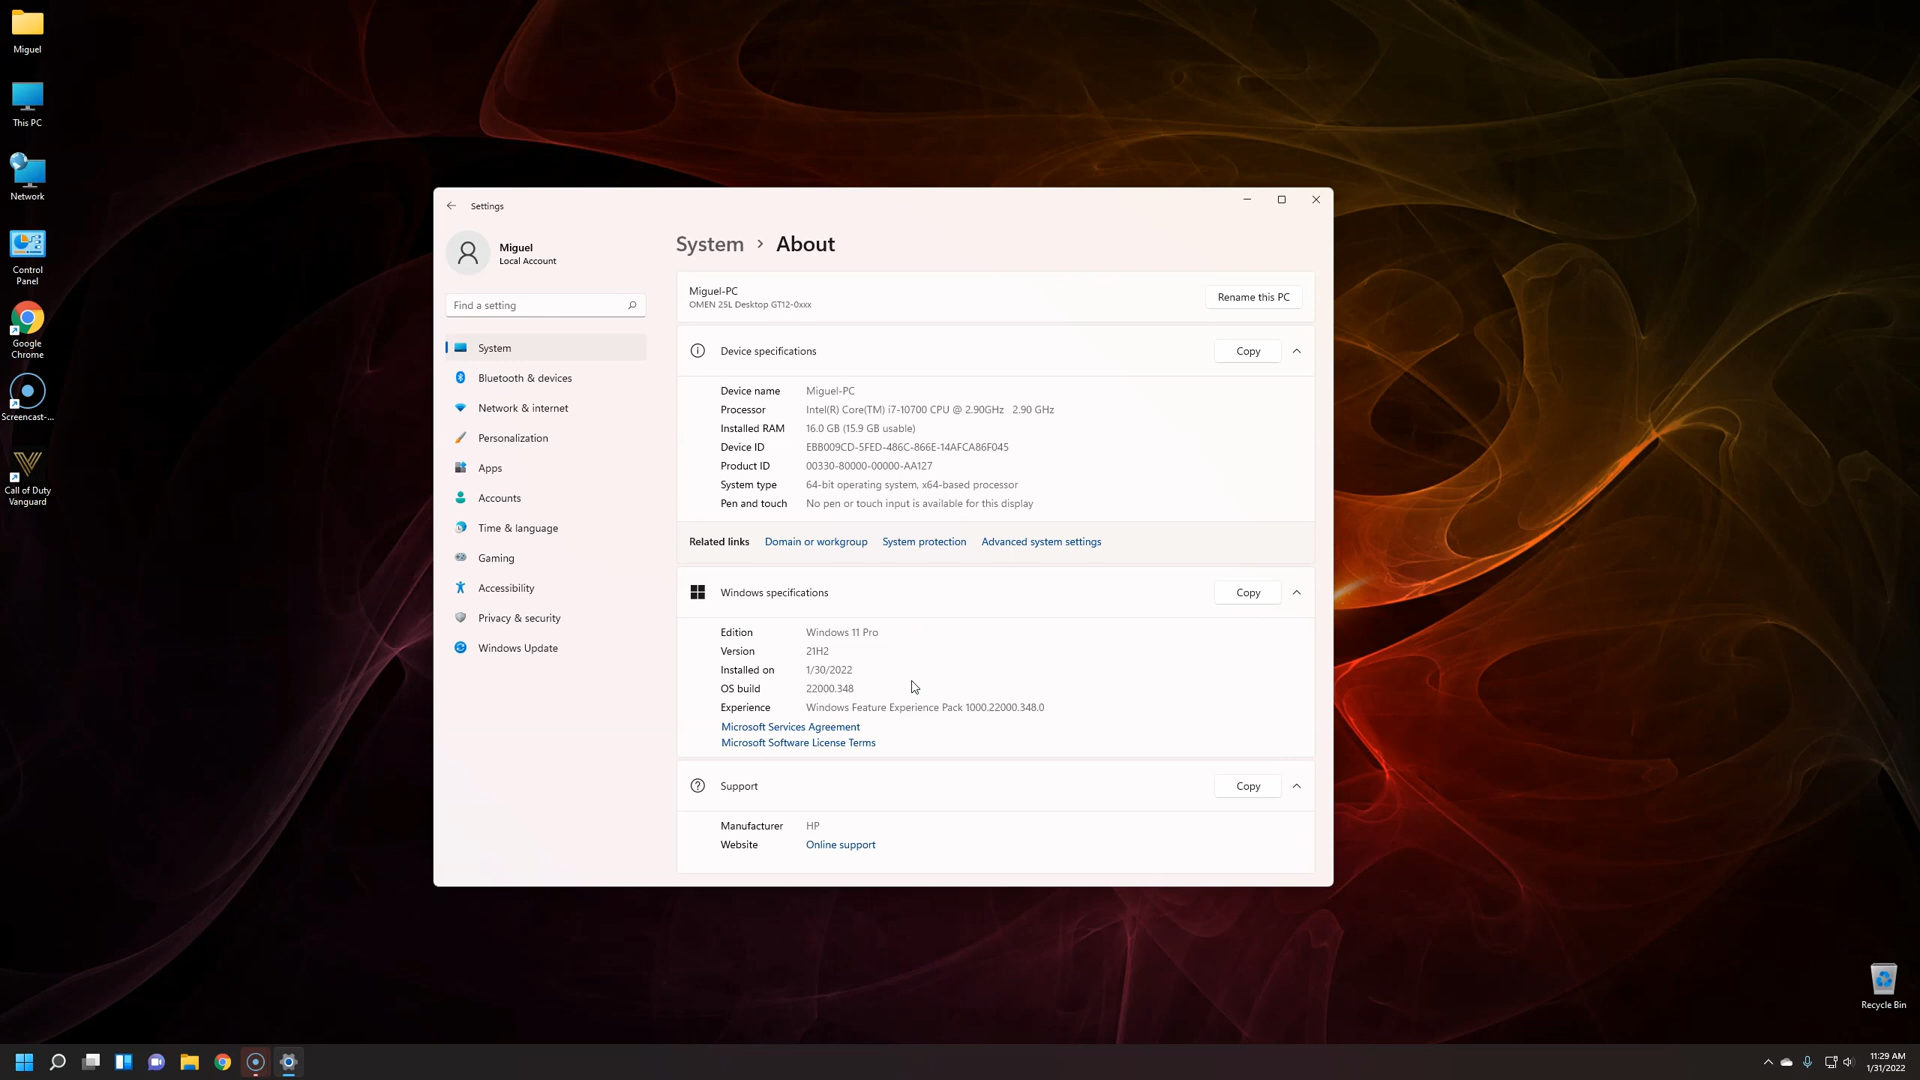 Miguel
This PC
Network
Control
Panel
Google
Chrome
Screencast-...
Call of Duty
Vanguard
Settings
Miguel
Local Account
Find a setting
System
Bluetooth & devices
Network & internet
Personalization
Apps
Accounts
Time & language
Gaming
Accessibility
Privacy & security
Windows Update
System › About
Miguel-PC
OMEN 25L Desktop GT12-0xxx
Rename this PC
Device specifications
Copy
Device name Miguel-PC
Processor Intel(R) Core(TM) i7-10700 CPU @ 2.90GHz 2.90 GHz
Installed RAM 16.0 GB (15.9 GB usable)
Device ID EBB009CD-5FED-486C-866E-14AFCA86F045
Product ID 00330-80000-00000-AA127
System type 64-bit operating system, x64-based processor
Pen and touch No pen or touch input is available for this display
Related links Domain or workgroup System protection Advanced system settings
Windows specifications
Copy
Edition Windows 11 Pro
Version 21H2
Installed on 1/30/2022
OS build 22000.348
Experience Windows Feature Experience Pack 1000.22000.348.0
Microsoft Services Agreement
Microsoft Software License Terms
Support
Copy
Manufacturer HP
Website Online support
Recycle Bin
11:29 AM
1/31/2022